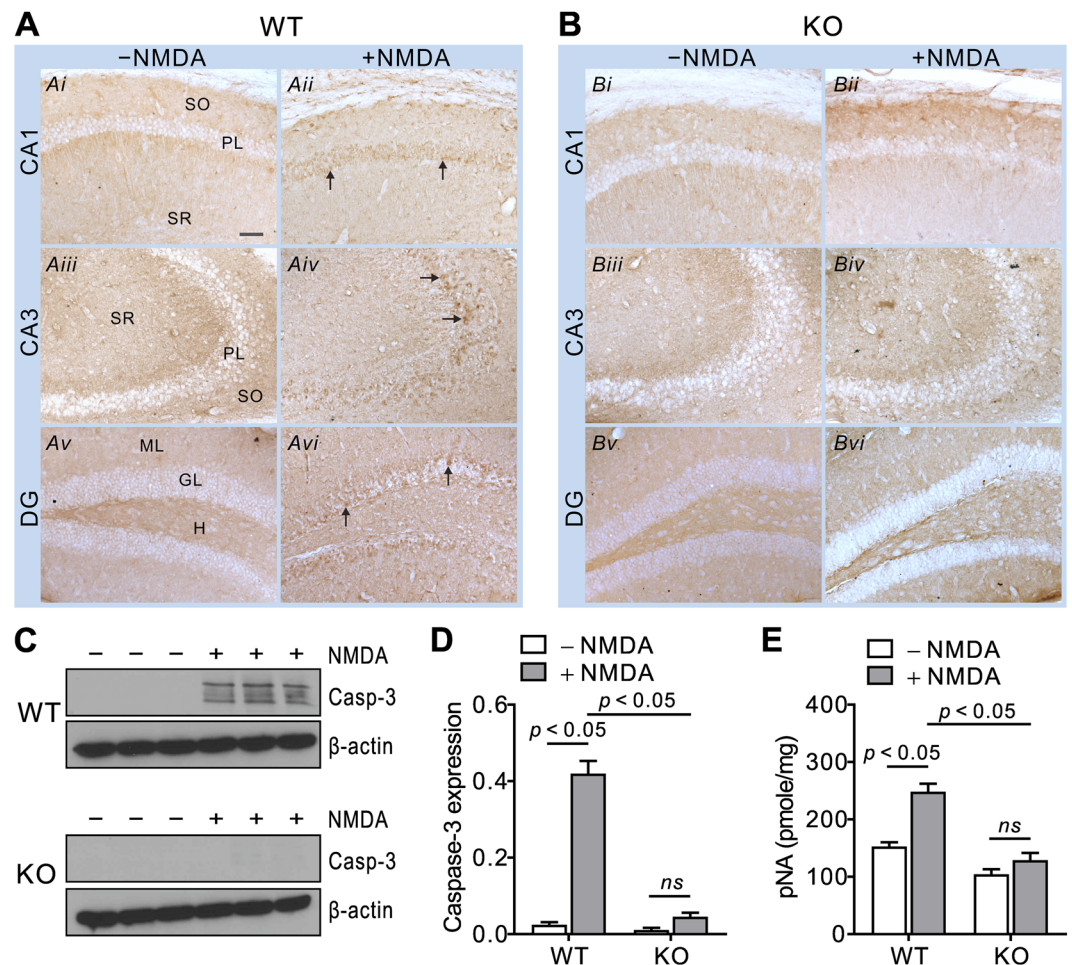 A WT
−NMDA +NMDA
CA1
Ai SO PL SR
Aii
CA3
Aiii SR PL SO
Aiv
DG
Av ML GL H
Avi
B KO
−NMDA +NMDA
CA1
Bi
Bii
CA3
Biii
Biv
DG
Bv
Bvi
C
− − − + + + NMDA
WT
Casp-3
β-actin
− − − + + + NMDA
KO
Casp-3
β-actin
D
− NMDA
+ NMDA
Caspase-3 expression
0.6
0.4
0.2
0.0
p < 0.05
p < 0.05
ns
WT KO
E
− NMDA
+ NMDA
pNA (pmole/mg)
400
300
200
100
0
p < 0.05
p < 0.05
ns
WT KO